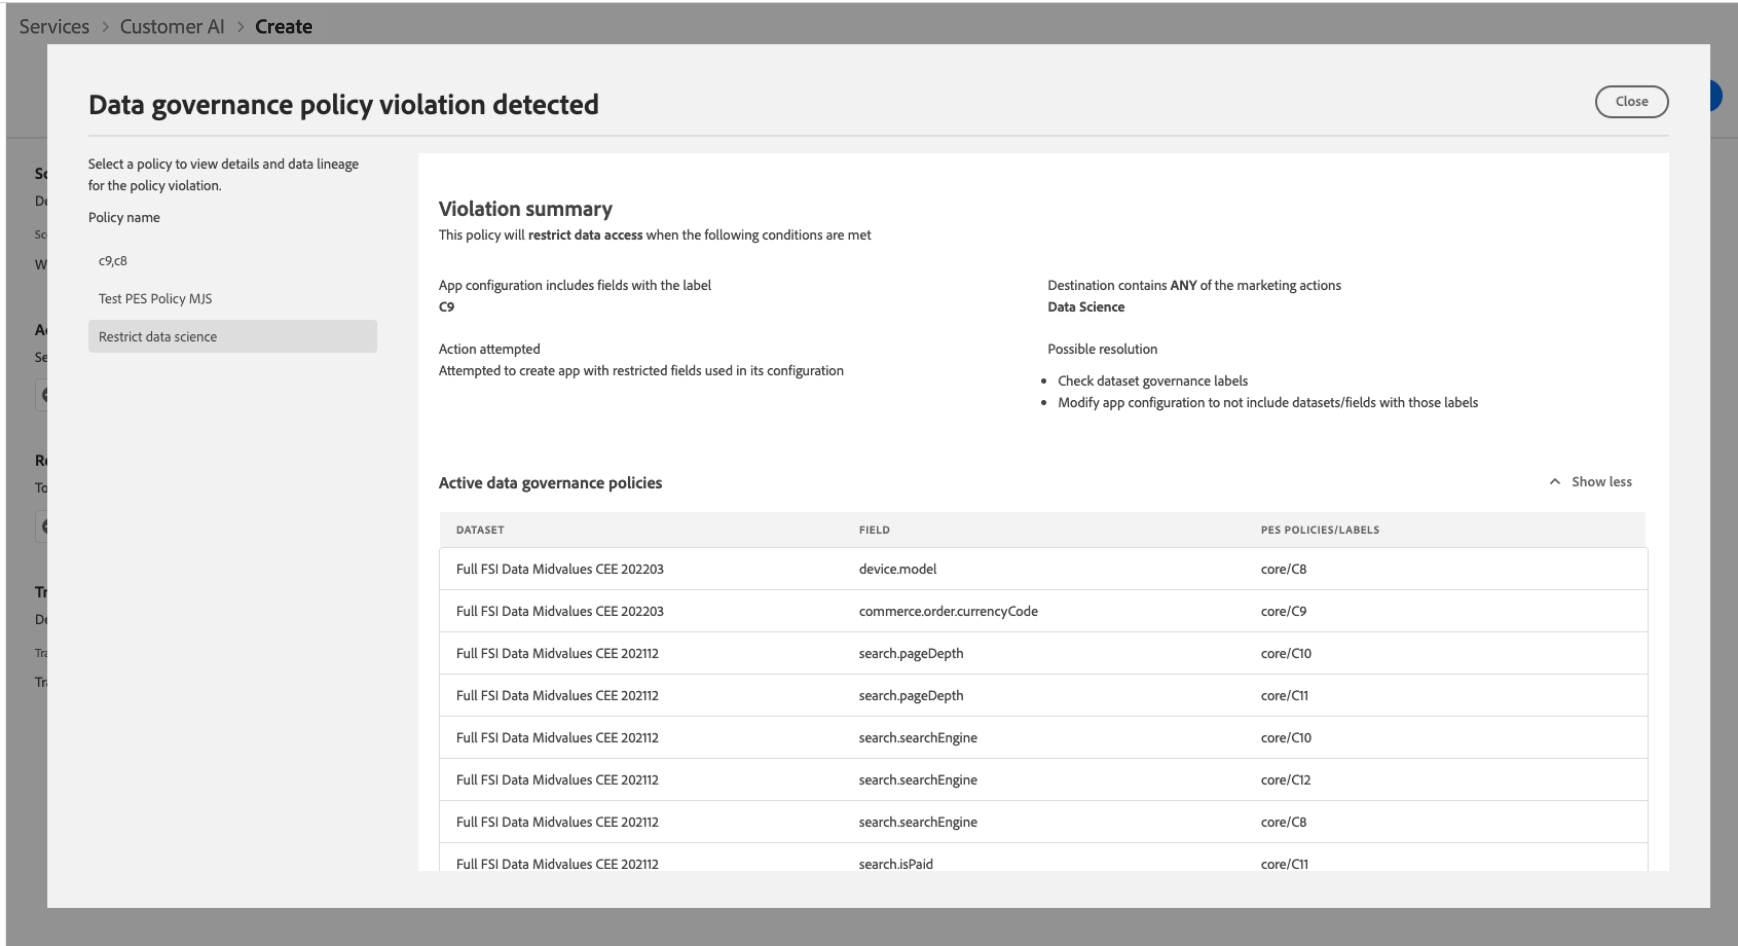 Services > Customer AI > Create
Data governance policy violation detected
Close
Select a policy to view details and data lineage
for the policy violation.
Policy name
c9,c8
Test PES Policy MJS
Restrict data science
Violation summary
This policy will restrict data access when the following conditions are met
App configuration includes fields with the label
C9
Destination contains ANY of the marketing actions
Data Science
Action attempted
Attempted to create app with restricted fields used in its configuration
Possible resolution
• Check dataset governance labels
• Modify app configuration to not include datasets/fields with those labels
Active data governance policies
Show less
DATASET FIELD PES POLICIES/LABELS
Full FSI Data Midvalues CEE 202203 device.model core/C8
Full FSI Data Midvalues CEE 202203 commerce.order.currencyCode core/C9
Full FSI Data Midvalues CEE 202112 search.pageDepth core/C10
Full FSI Data Midvalues CEE 202112 search.pageDepth core/C11
Full FSI Data Midvalues CEE 202112 search.searchEngine core/C10
Full FSI Data Midvalues CEE 202112 search.searchEngine core/C12
Full FSI Data Midvalues CEE 202112 search.searchEngine core/C8
Full FSI Data Midvalues CEE 202112 search.isPaid core/C11